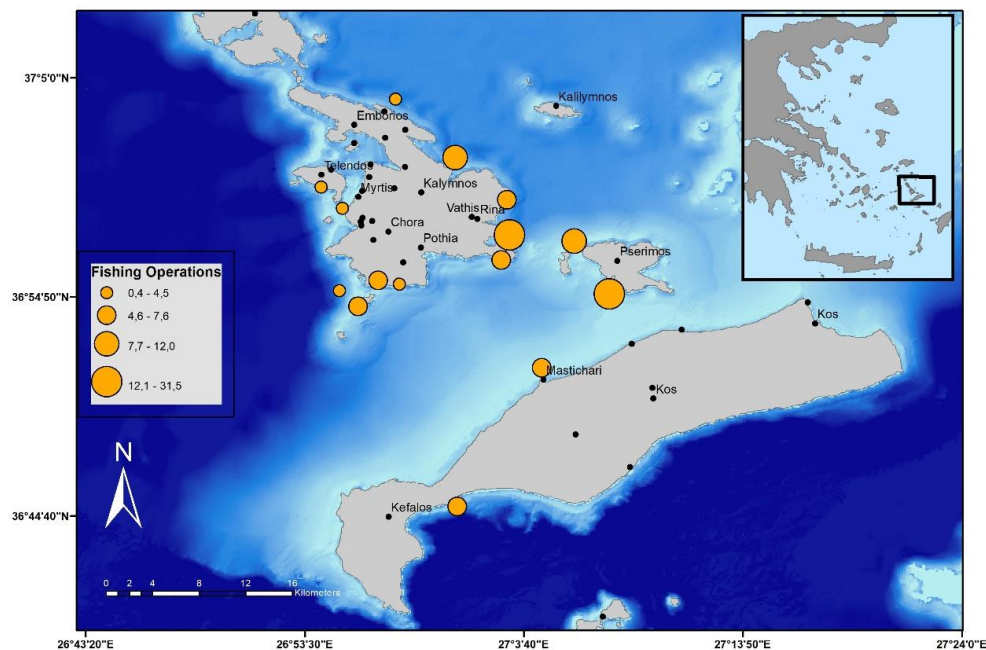 37°5'0"N
36°54'50"N
36°44'40"N
Kalilymnos
Emborios
Telendos
Myrtis
Kalymnos
Vathis
Rina
Chora
Pothia
Pserimos
Kos
Mastichari
Kos
Kefalos
Fishing Operations
0,4 - 4,5
4,6 - 7,6
7,7 - 12,0
12,1 - 31,5
N
0 2 4 8 12 16
Kilometers
26°43'20"E
26°53'30"E
27°3'40"E
27°13'50"E
27°24'0"E